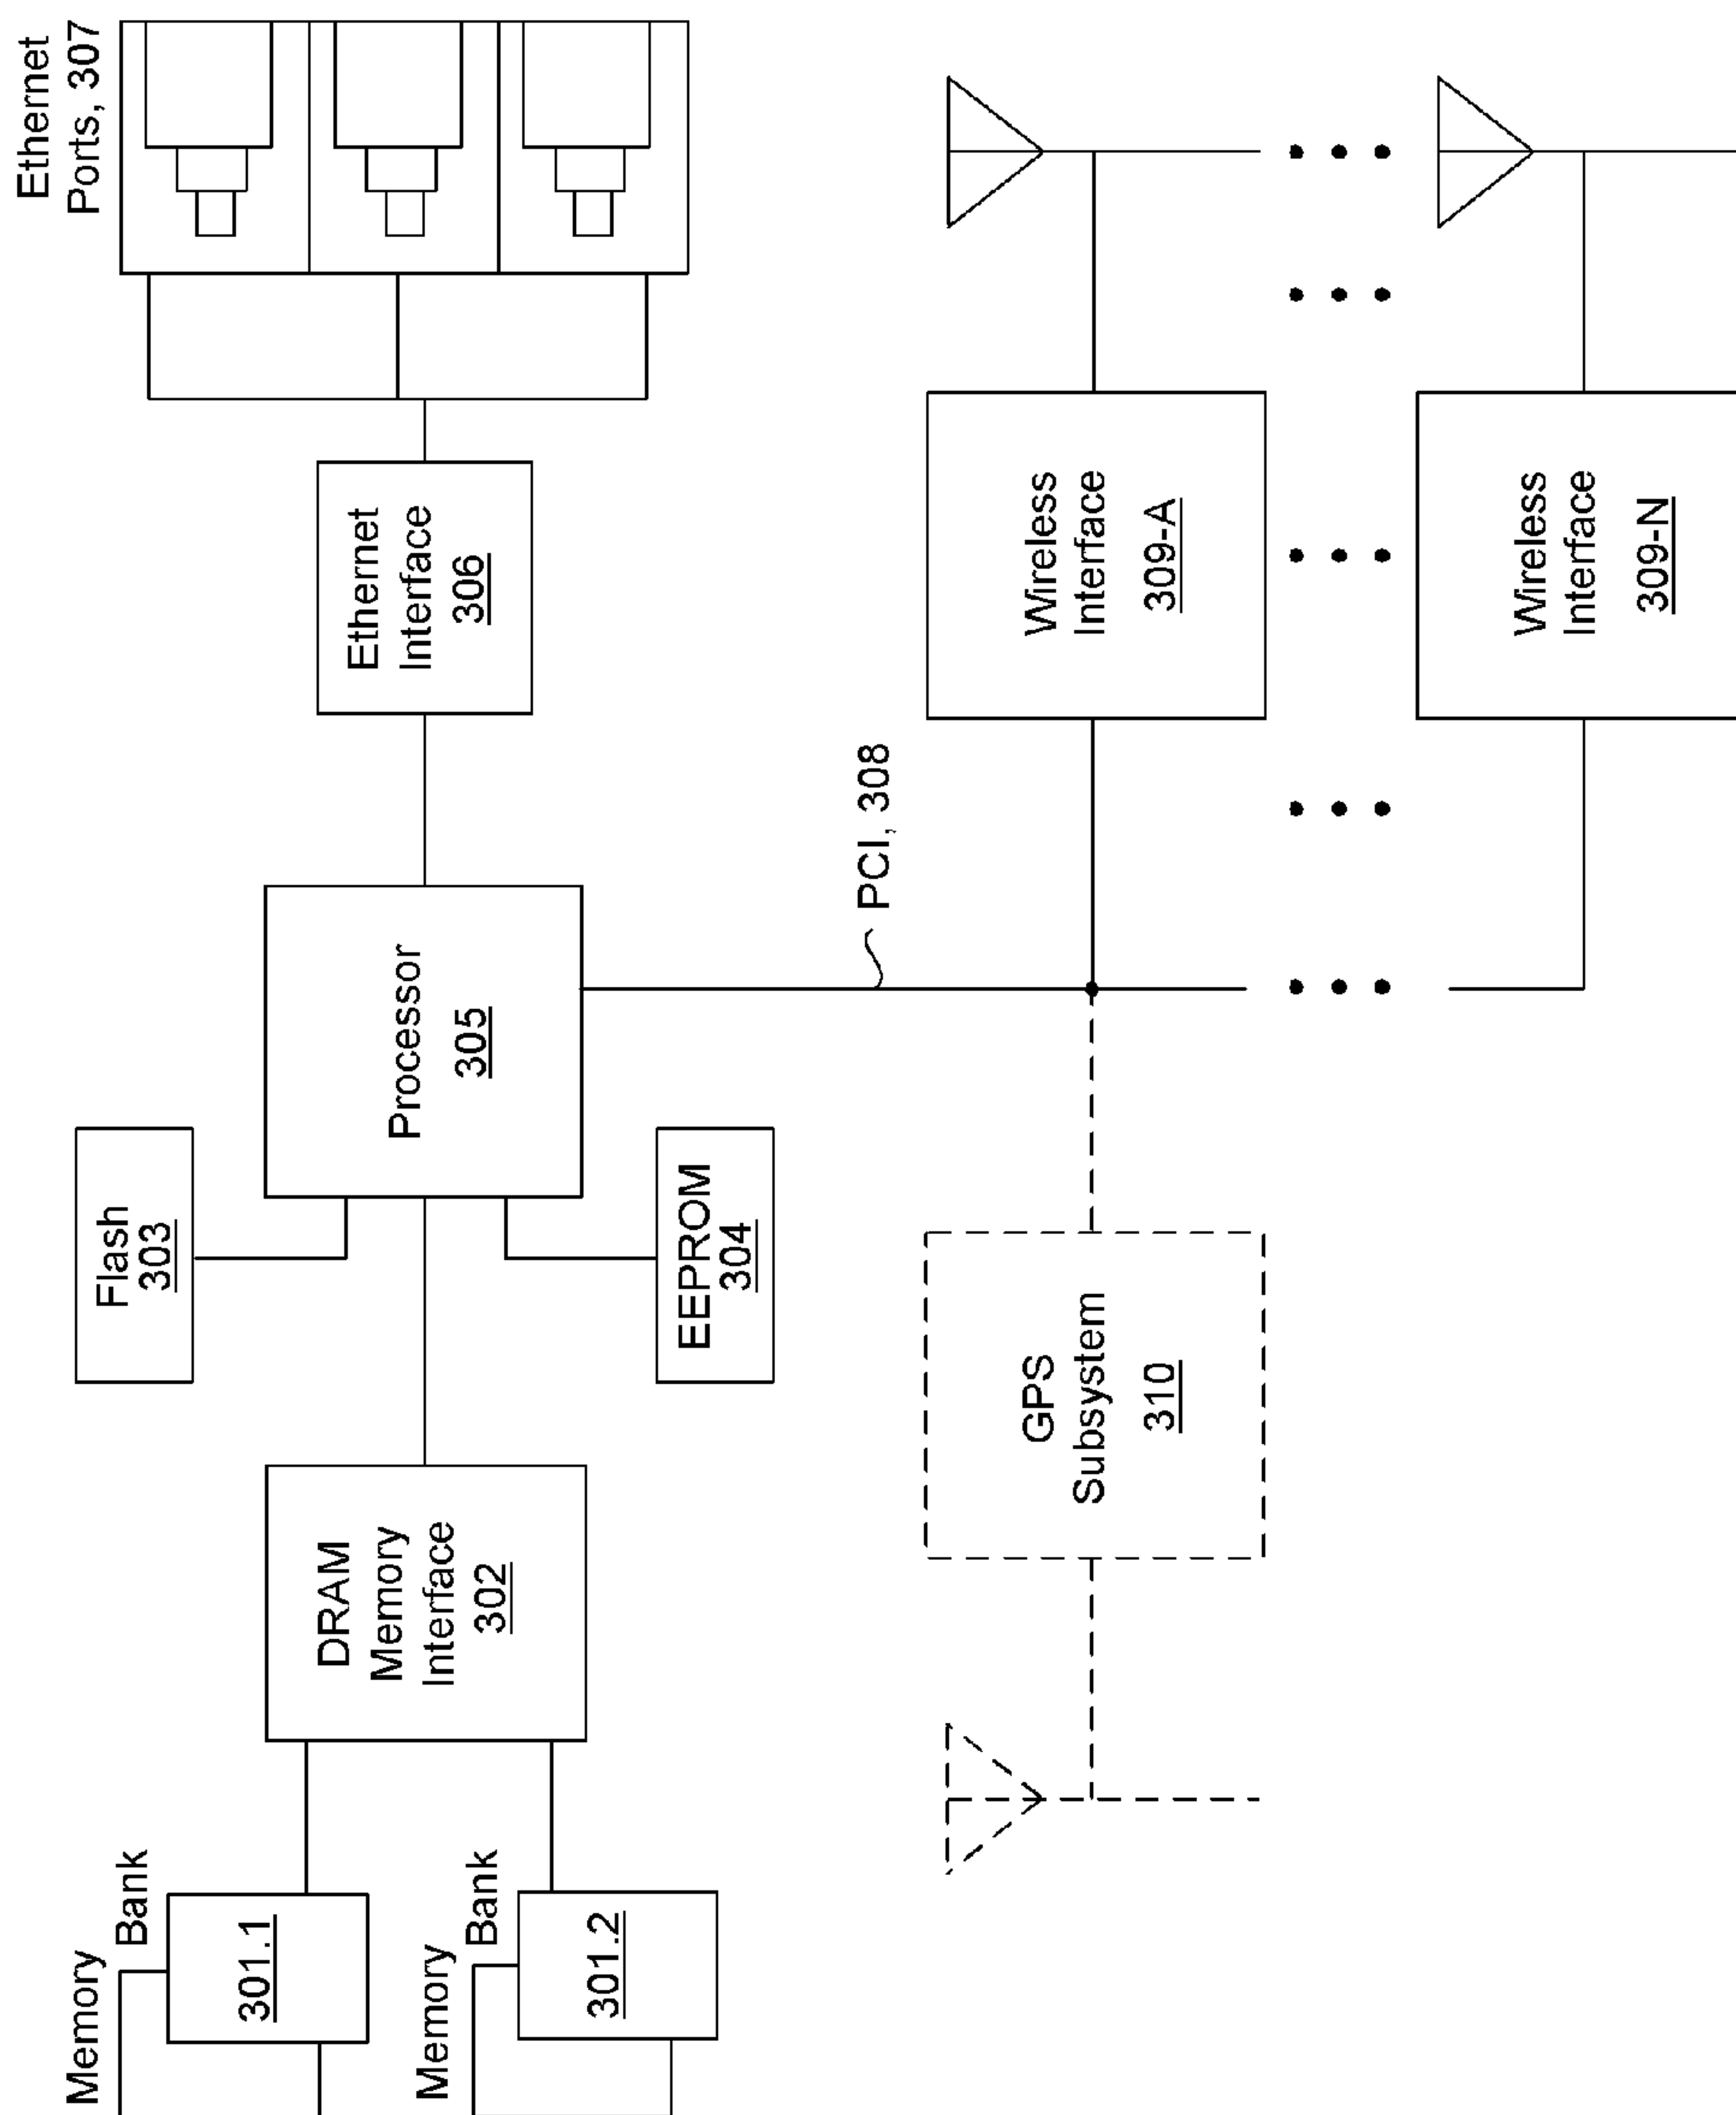 Memory
Bank
301.1
Memory
Bank
301.2
DRAM
Memory
Interface
302
Flash
303
EEPROM
304
Processor
305
Ethernet
Interface
306
Ethernet
Ports, 307
PCI, 308
GPS
Subsystem
310
Wireless
Interface
309-A
Wireless
Interface
309-N